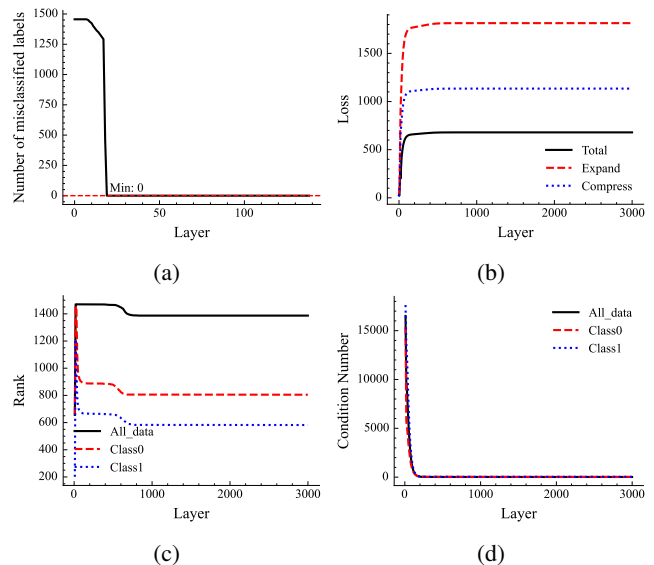 1500
1250
1000
750
500
250
0
Number of misclassified labels
Min: 0
0
50
100
Layer
(a)
1500
1000
500
0
Loss
Total
Expand
Compress
0
1000
2000
3000
Layer
(b)
1400
1200
1000
800
600
400
200
Rank
All_data
Class0
Class1
0
1000
2000
3000
Layer
(c)
15000
10000
5000
0
Condition Number
All_data
Class0
Class1
0
1000
2000
3000
Layer
(d)